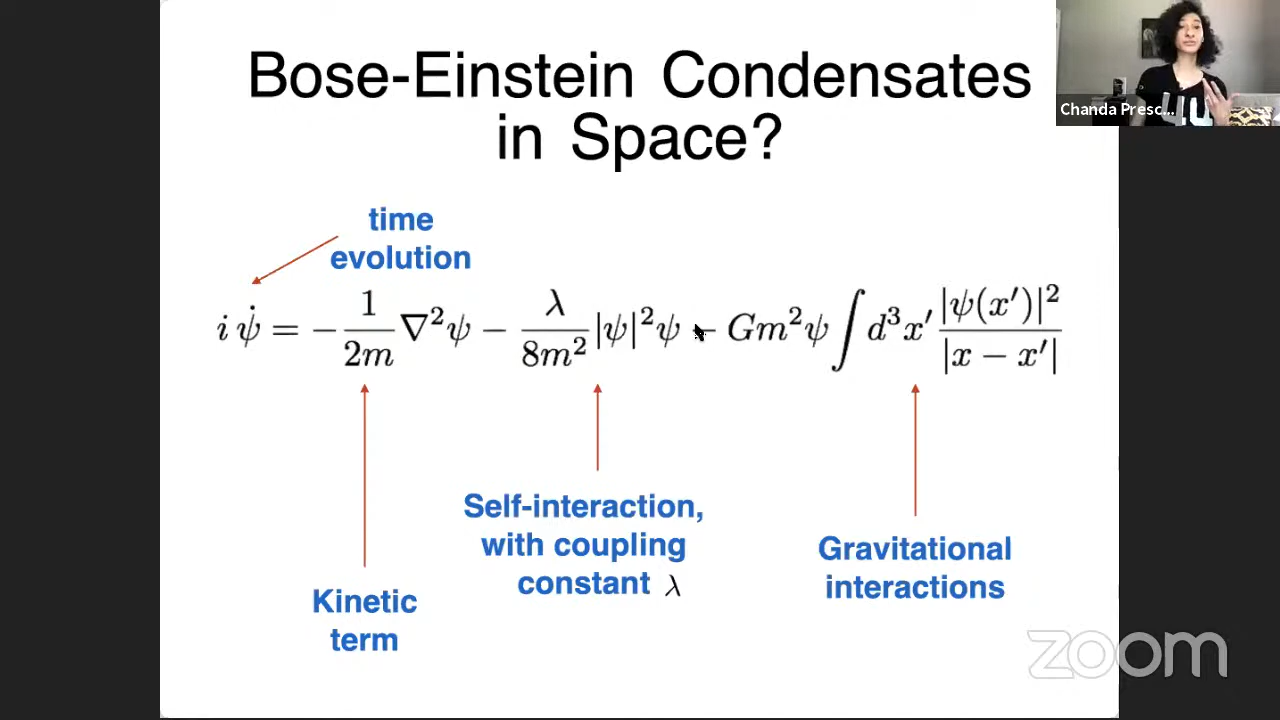 Bose-Einstein Condensates
in Space?
Chanda Presc...
time
evolution
i ψ̇ = − 1/2m ∇²ψ − λ/8m² |ψ|²ψ − Gm²ψ ∫ d³x′ |ψ(x′)|²/|x − x′|
Self-interaction,
with coupling
constant λ
Gravitational
interactions
Kinetic
term
zoom